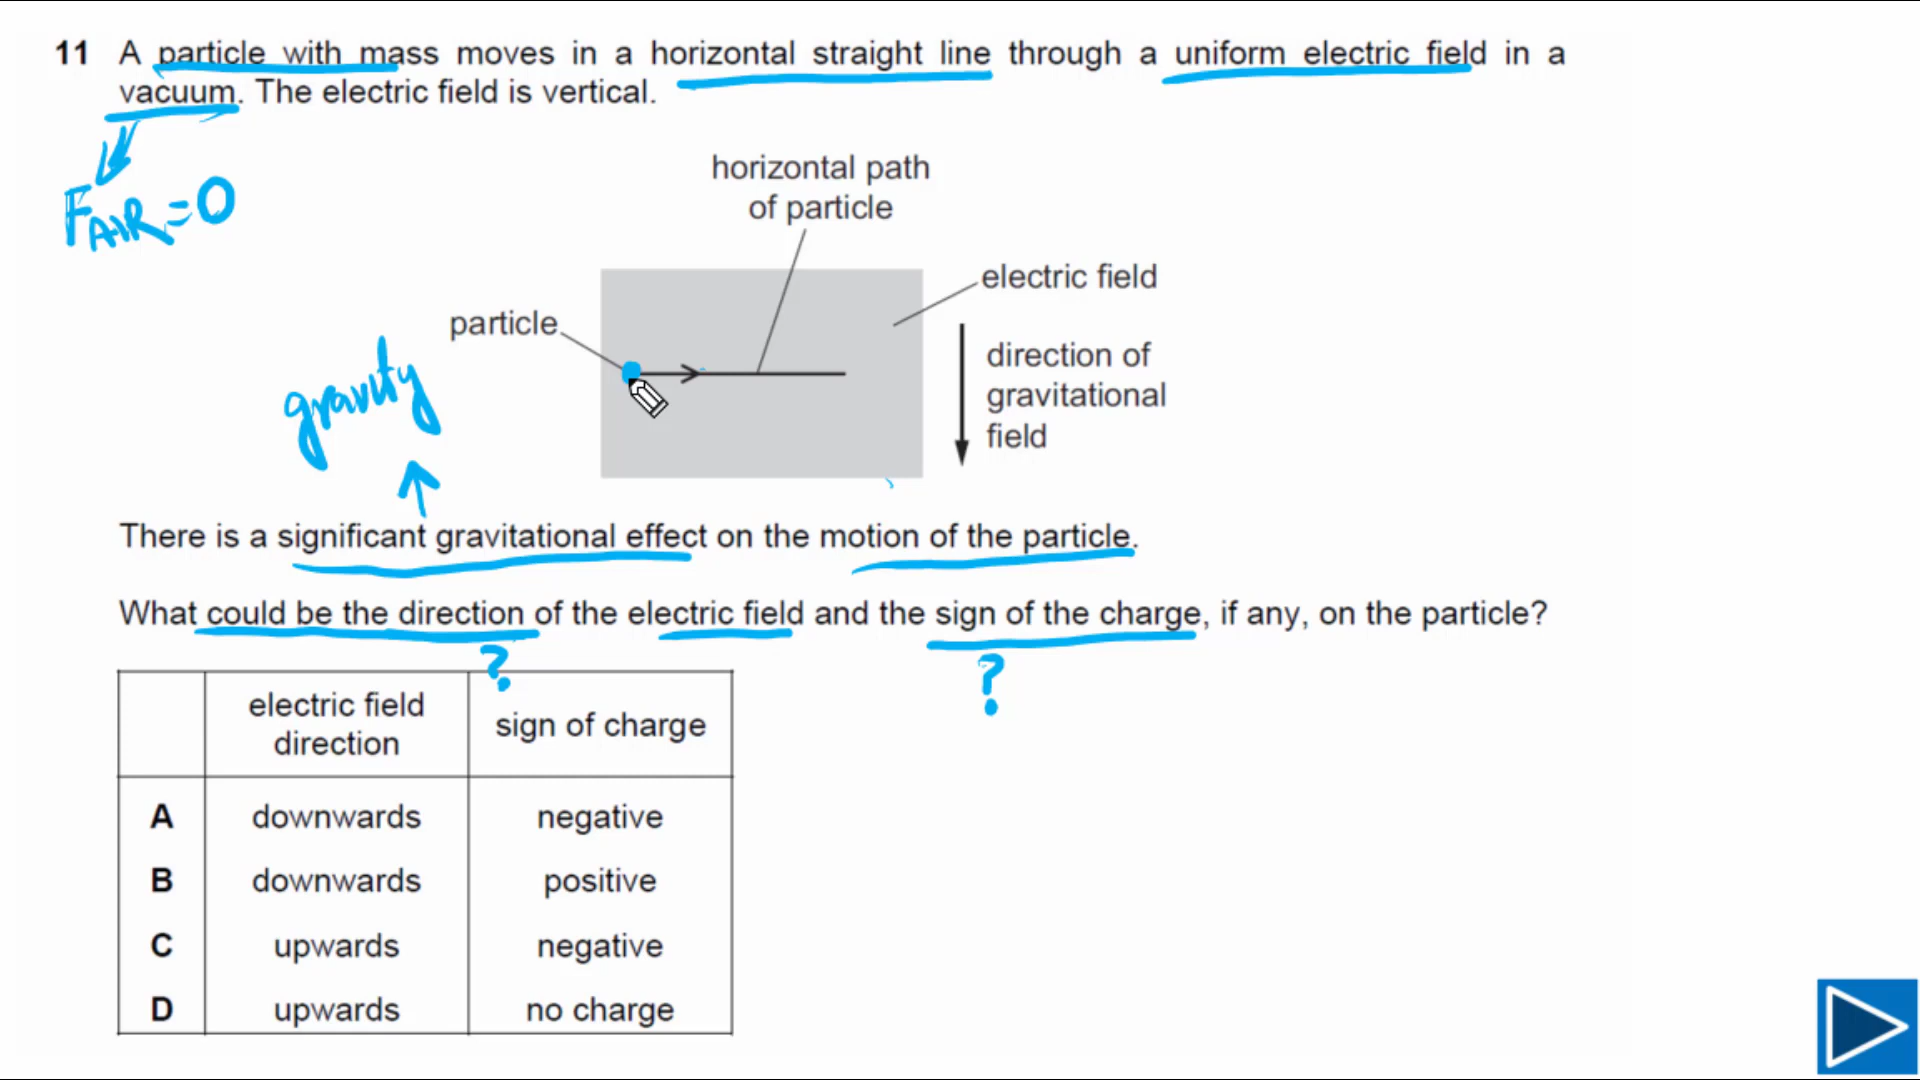 11 A particle with mass moves in a horizontal straight line through a uniform electric field in a
vacuum. The electric field is vertical.
F AIR = 0
horizontal path
of particle
electric field
particle
direction of
gravitational
field
gravity
There is a significant gravitational effect on the motion of the particle.
What could be the direction of the electric field and the sign of the charge, if any, on the particle?
? ?
electric field
direction
sign of charge
A downwards negative
B downwards positive
C upwards negative
D upwards no charge